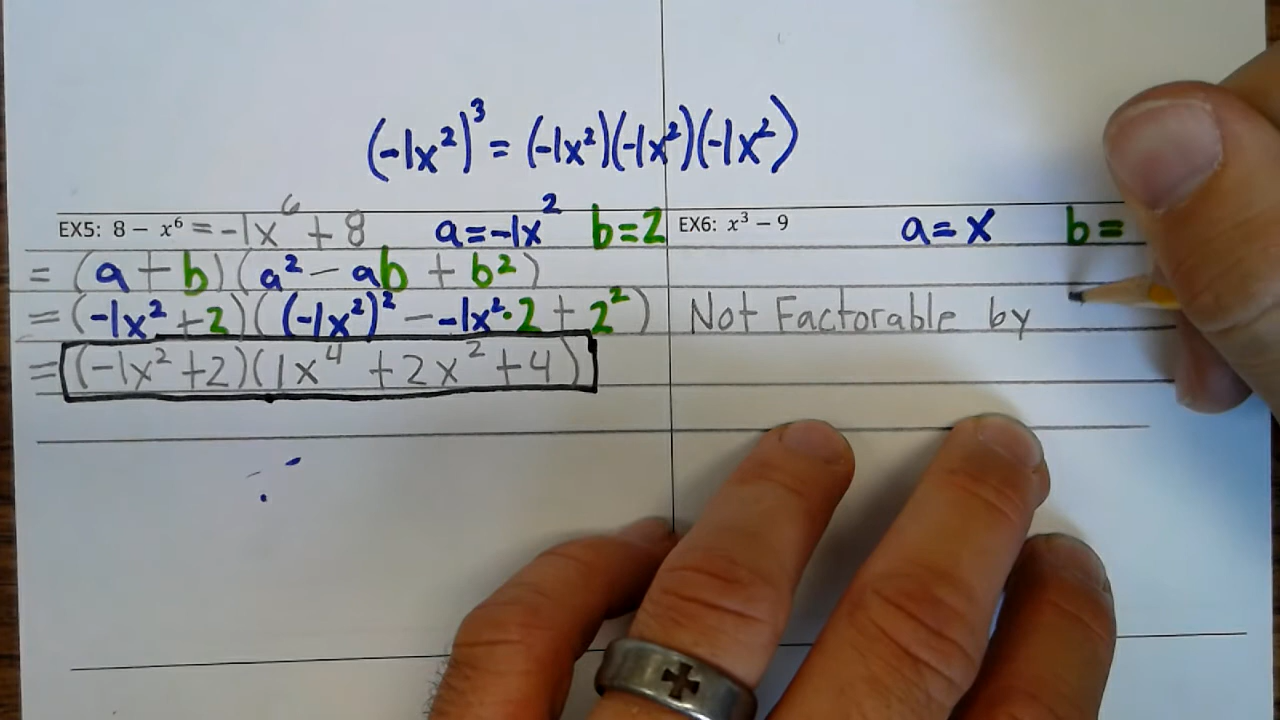 (-1x²)³ = (-1x²)(-1x²)(-1x²)
EX5: 8 − x⁶ = -1x⁶ + 8 a=-1x² b=2
= (a + b)(a² - ab + b²)
= (-1x² +2)((-1x²)² - -1x²·2 + 2²)
= (-1x² +2)(1x⁴ +2x² +4)
EX6: x³ − 9 a=x b=
Not Factorable by